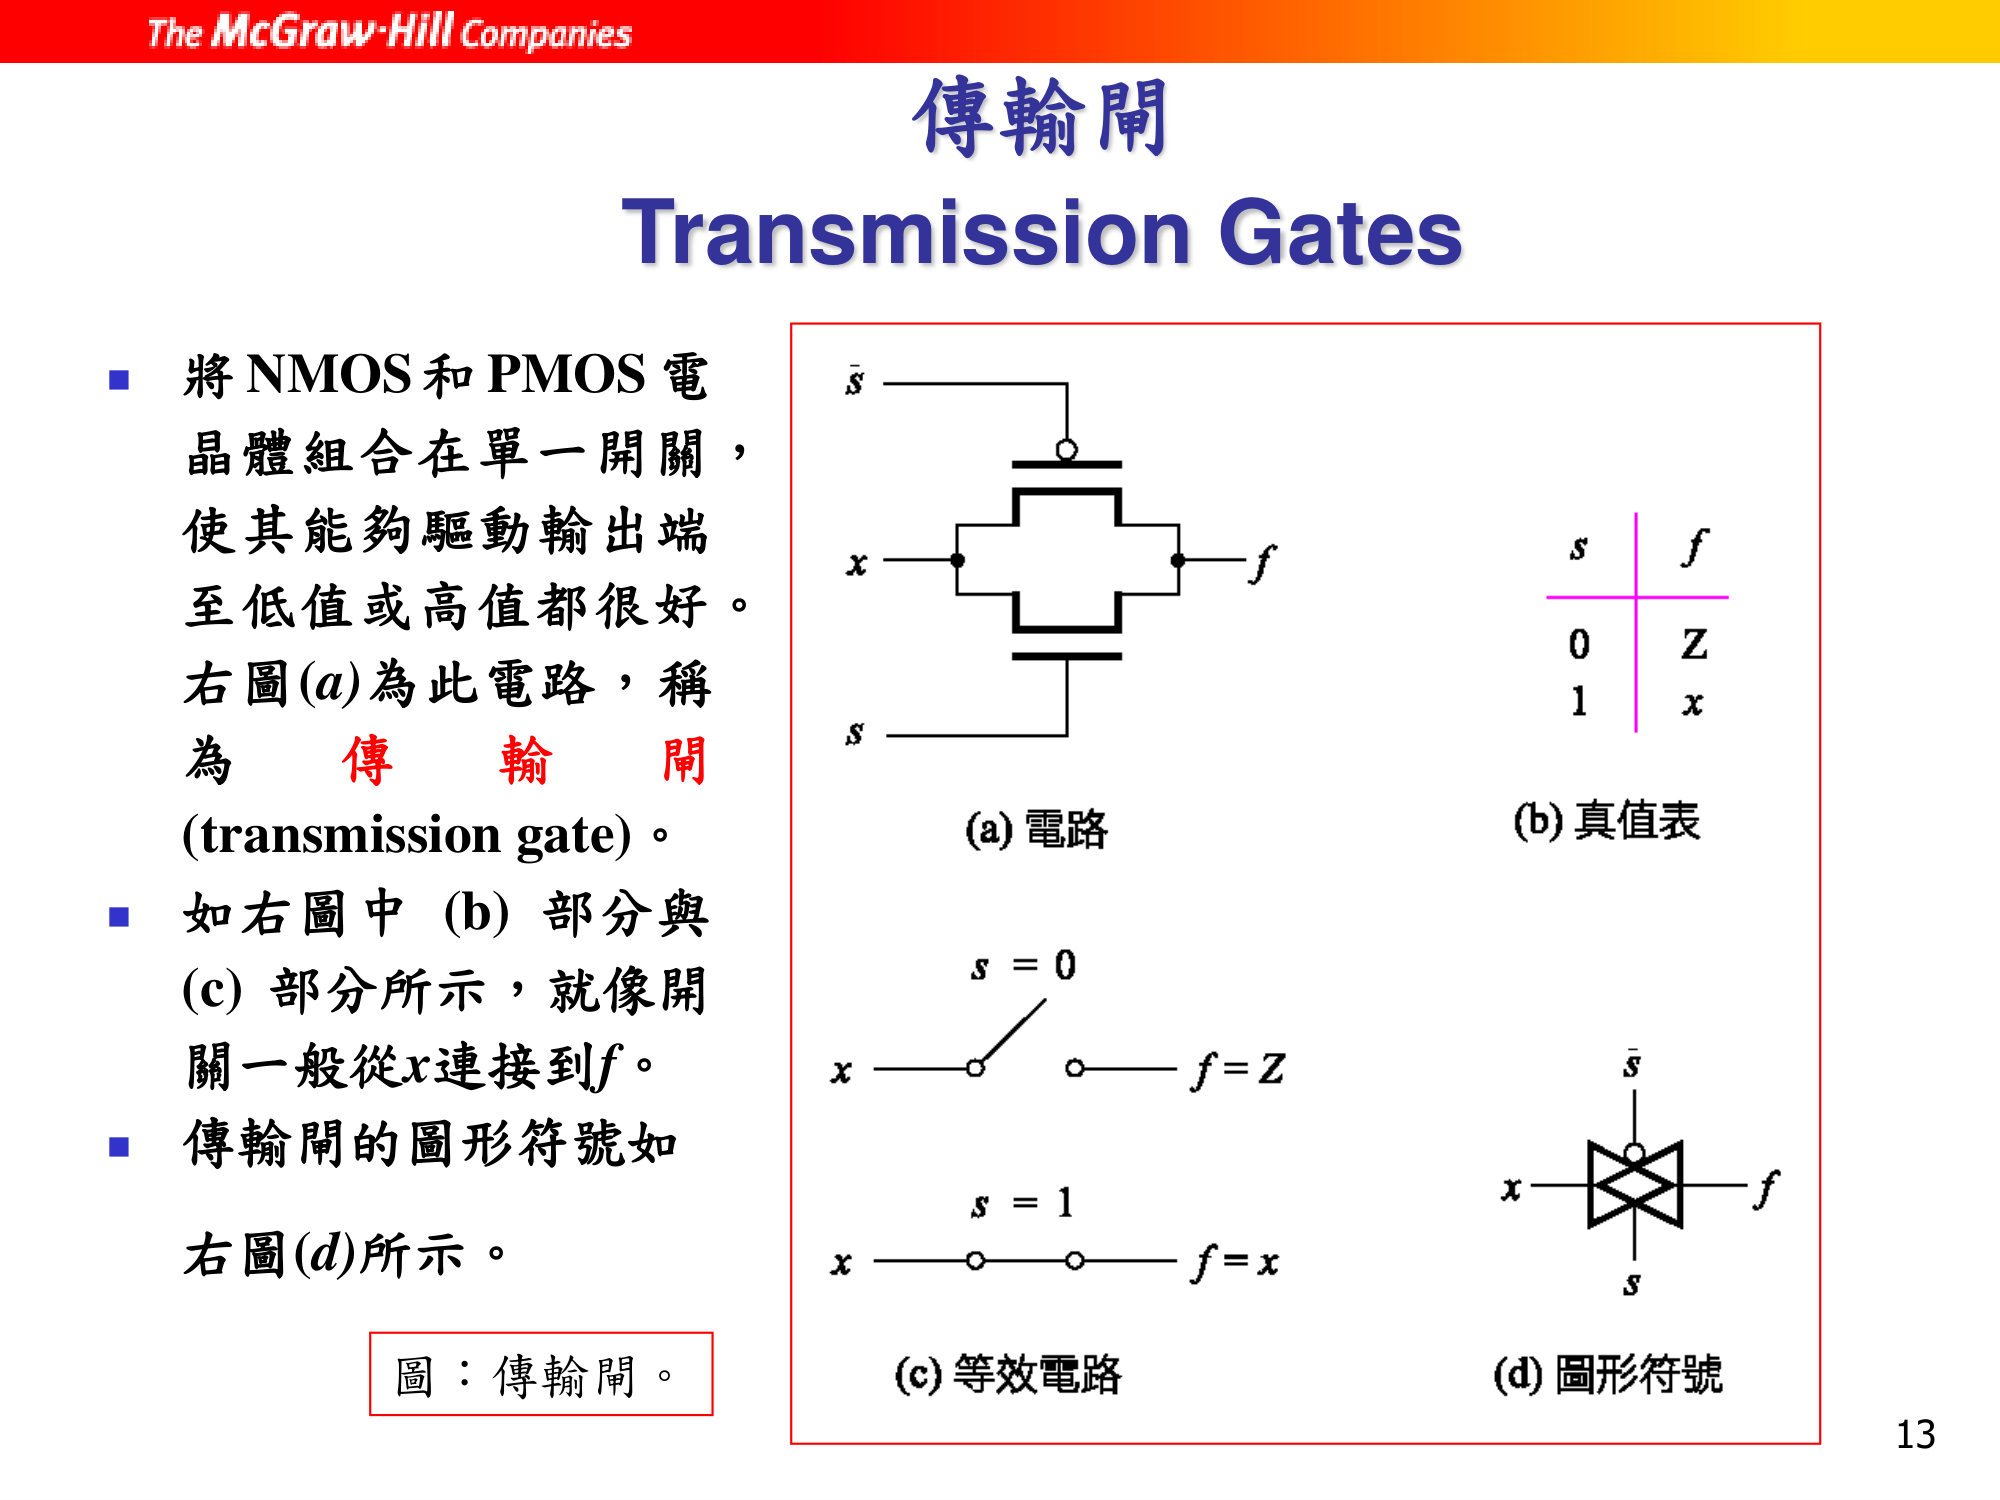 The McGraw·Hill Companies
傳輸閘
Transmission Gates
將 NMOS 和 PMOS 電
晶體組合在單一開關，
使其能夠驅動輸出端
至低值或高值都很好。
右圖(a)為此電路，稱
為 傳 輸 閘
(transmission gate)。
如右圖中 (b) 部分與
(c) 部分所示，就像開
關一般從x連接到f。
傳輸閘的圖形符號如
右圖(d)所示。
圖：傳輸閘。
s̄
x
f
s
(a) 電路
s f
0 Z
1 x
(b) 真值表
s = 0
x f = Z
s = 1
x f = x
(c) 等效電路
s̄
x f
s
(d) 圖形符號
13